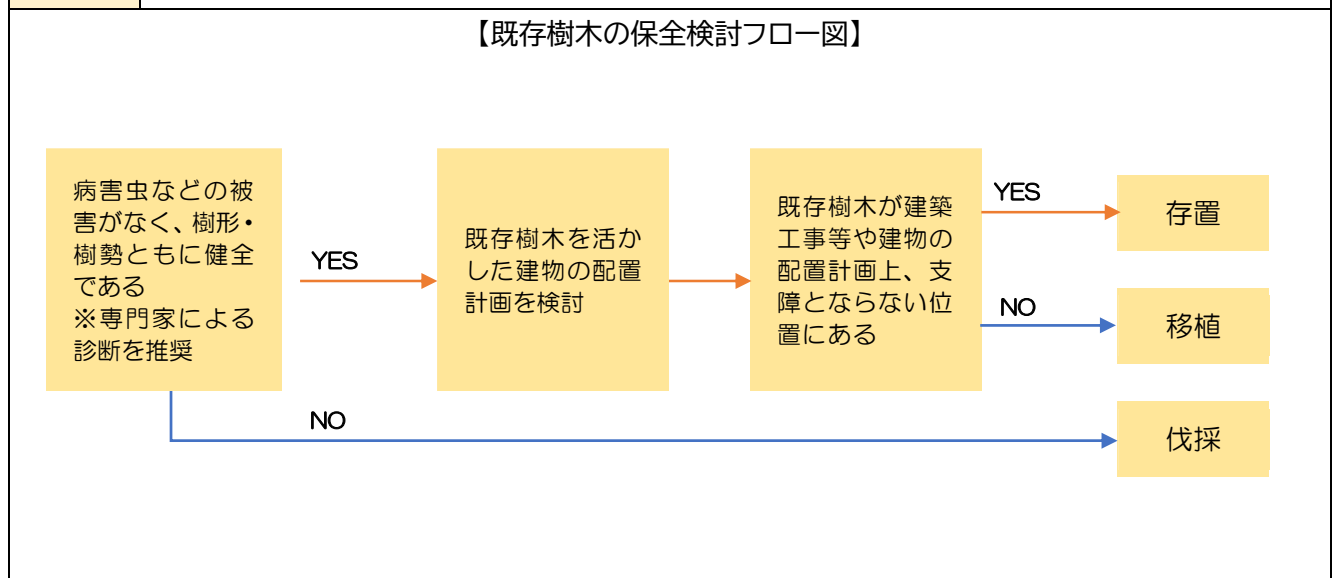 【既存樹木の保全検討フロー図】
病害虫などの被
害がなく、樹形・
樹勢ともに健全
である
※専門家による
診断を推奨
YES
既存樹木を活か
した建物の配置
計画を検討
既存樹木が建築
工事等や建物の
配置計画上、支
障とならない位
置にある
YES
存置
NO
移植
NO
伐採